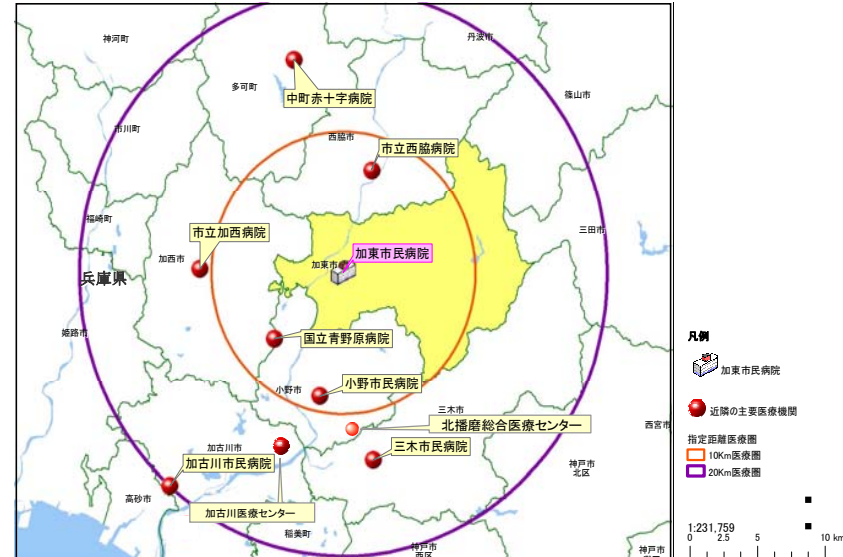 神河町
丹波市
多可町
篠山市
中町赤十字病院
市川町
西脇市
市立西脇病院
福崎町
市立加西病院
三田市
加西市
加東市
加東市民病院
兵庫県
姫路市
国立青野原病院
小野市
小野市民病院
三木市
北播磨総合医療センター
西宮市
加古川市
三木市民病院
加古川市民病院
神戸市
北区
高砂市
加古川医療センター
稲美町
神戸市
西区
神戸市
凡例
加東市民病院
近隣の主要医療機関
指定距離医療圏
10Km医療圏
20Km医療圏
1:231,759
0 2.5 5 10 km